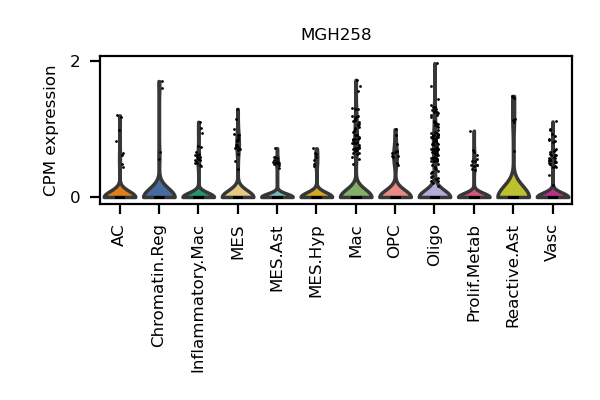 MGH258
CPM expression
2
0
AC
Chromatin.Reg
Inflammatory.Mac
MES
MES.Ast
MES.Hyp
Mac
OPC
Oligo
Prolif.Metab
Reactive.Ast
Vasc